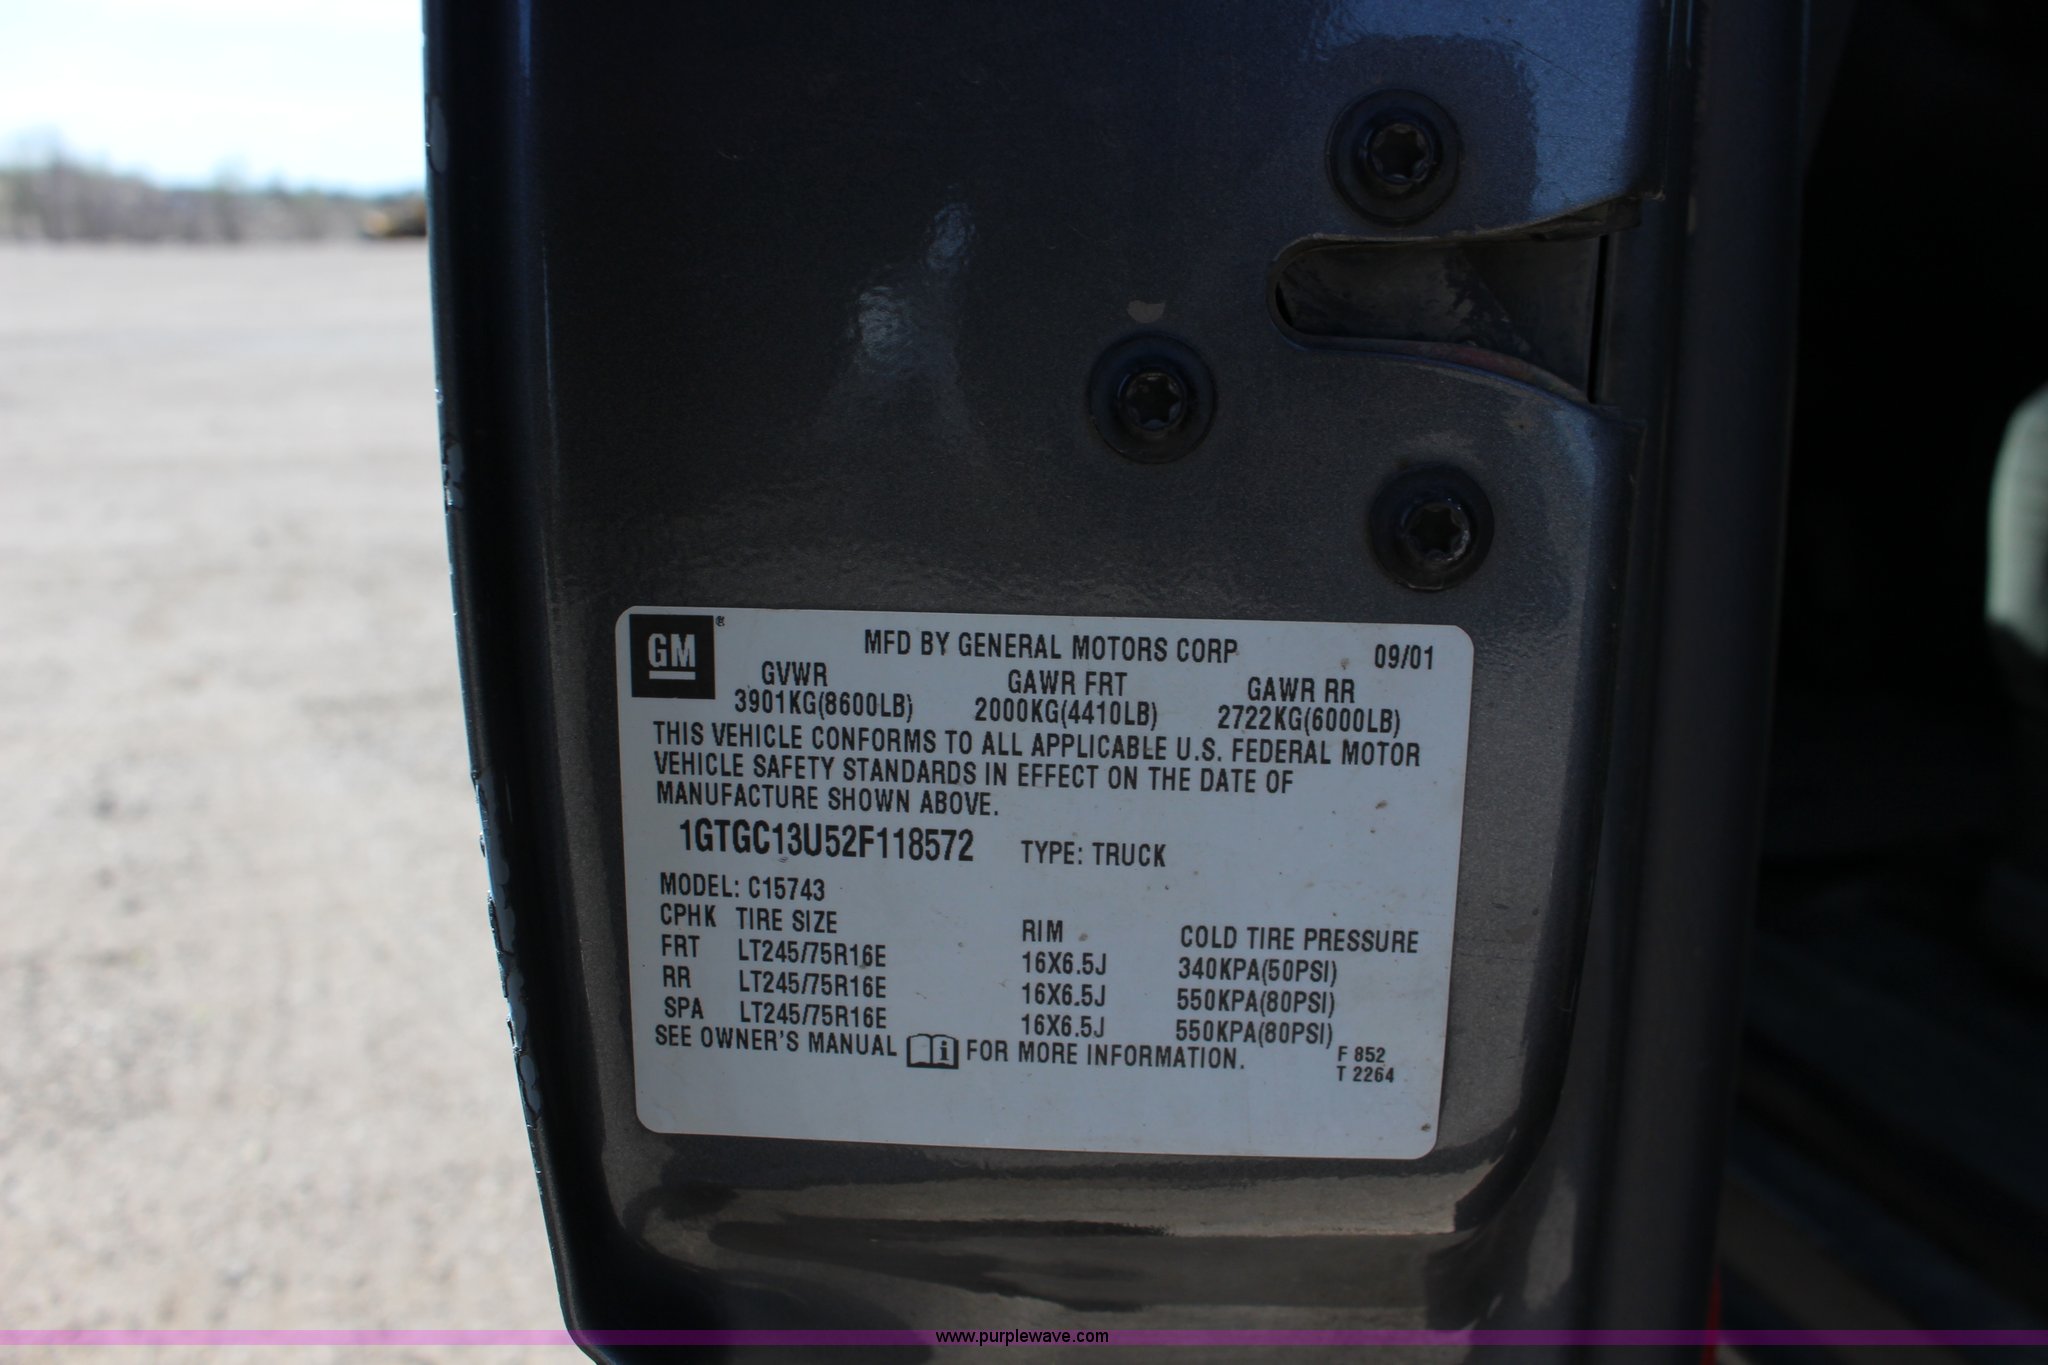 GM®
MFD BY GENERAL MOTORS CORP 09/01
GVWR GAWR FRT GAWR RR
3901KG(8600LB) 2000KG(4410LB) 2722KG(6000LB)
THIS VEHICLE CONFORMS TO ALL APPLICABLE U.S. FEDERAL MOTOR
VEHICLE SAFETY STANDARDS IN EFFECT ON THE DATE OF
MANUFACTURE SHOWN ABOVE.
1GTGC13U52F118572 TYPE: TRUCK
MODEL: C15743
CPHK TIRE SIZE RIM COLD TIRE PRESSURE
FRT LT245/75R16E 16X6.5J 340KPA(50PSI)
RR LT245/75R16E 16X6.5J 550KPA(80PSI)
SPA LT245/75R16E 16X6.5J 550KPA(80PSI)
SEE OWNER'S MANUAL i FOR MORE INFORMATION.
F 852
T 2264
www.purplewave.com